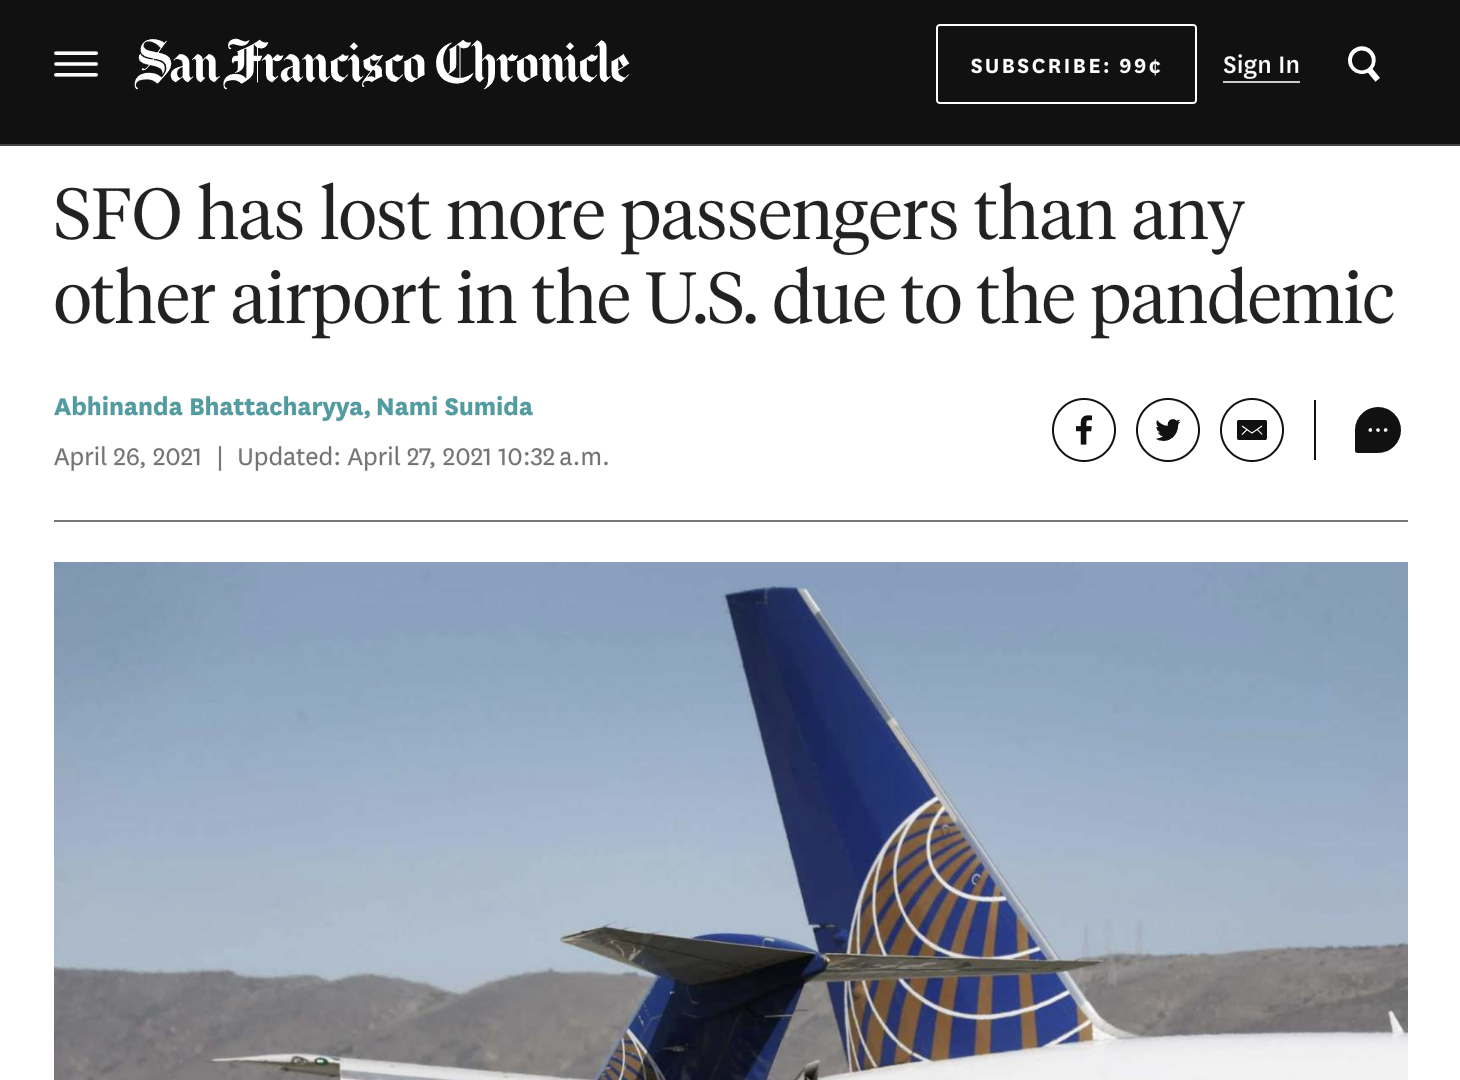 San Francisco Chronicle
SUBSCRIBE: 99¢
Sign In
SFO has lost more passengers than any
other airport in the U.S. due to the pandemic
Abhinanda Bhattacharyya, Nami Sumida
April 26, 2021 | Updated: April 27, 2021 10:32 a.m.